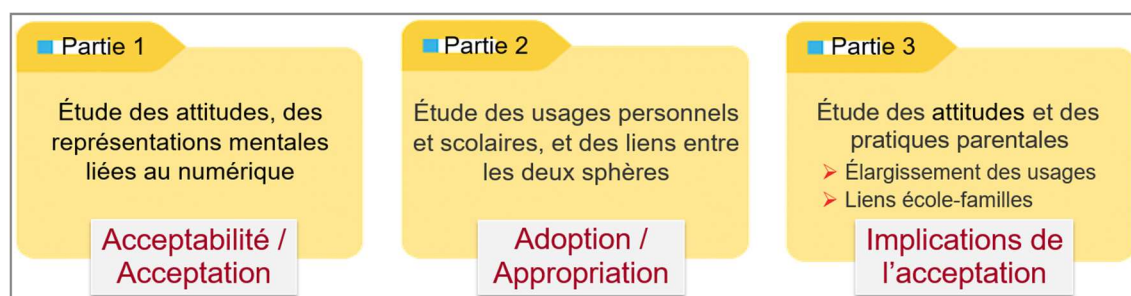 Partie 1
Étude des attitudes, des
représentations mentales
liées au numérique
Acceptabilité /
Acceptation
Partie 2
Étude des usages personnels
et scolaires, et des liens entre
les deux sphères
Adoption /
Appropriation
Partie 3
Étude des attitudes et des
pratiques parentales
Élargissement des usages
Liens école-familles
Implications de
l’acceptation